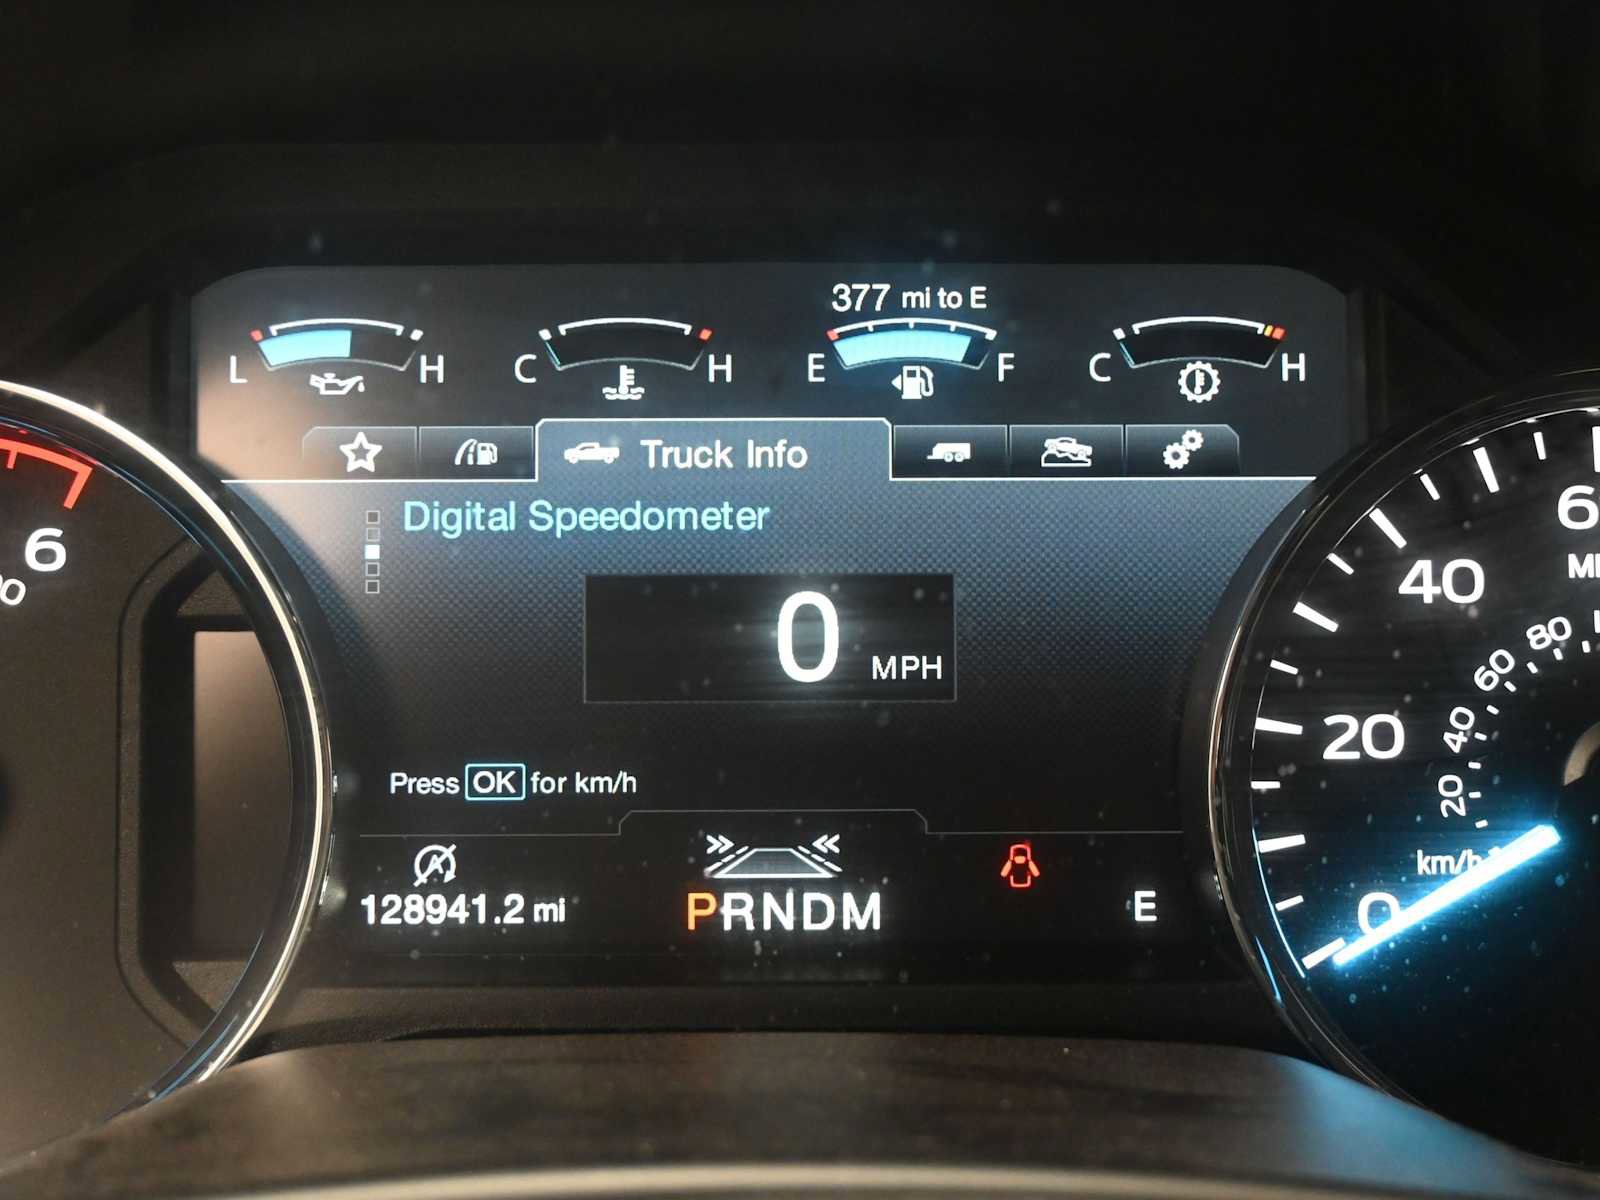 377 mi to E
L H C H E F C H
Truck Info
Digital Speedometer
0 MPH
Press OK for km/h
128941.2 mi
PRNDM
E
6
40
20
0
80
60
40
20
km/h